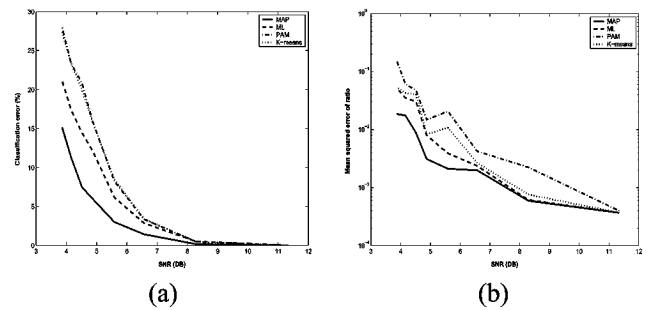 30
25
20
15
10
5
0
3 4 5 6 7 8 9 10 11 12
Classification error (%)
SNR (DB)
MAP
ML
PAM
K-means
(a)
10^0
10^-1
10^-2
10^-3
10^-4
3 4 5 6 7 8 9 10 11 12
Mean squared error of ratio
SNR (DB)
MAP
ML
PAM
K-means
(b)